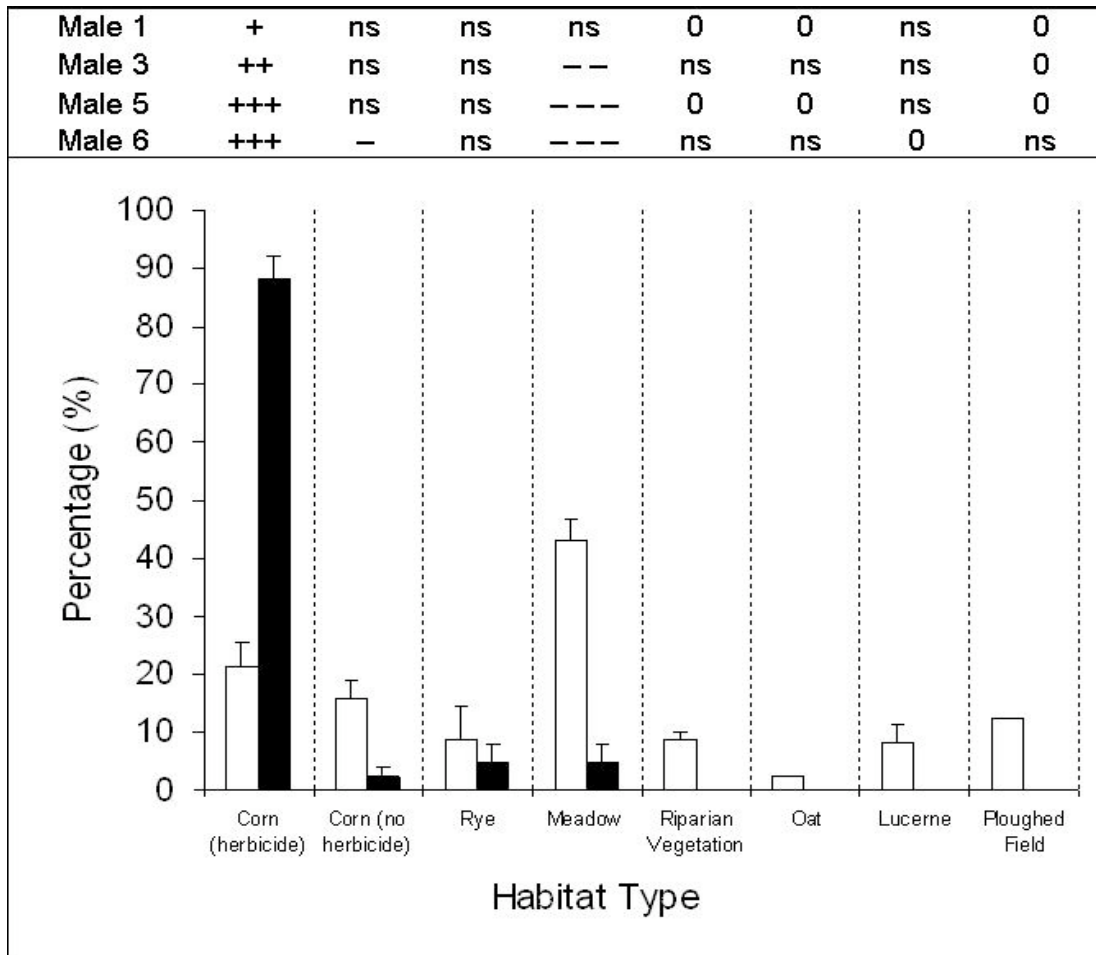 Male 1 + ns ns ns 0 0 ns 0
Male 3 ++ ns ns – – ns ns ns 0
Male 5 +++ ns ns – – – 0 0 ns 0
Male 6 +++ – ns – – – ns ns 0 ns
100
90
80
70
60
50
40
30
20
10
0
Percentage (%)
Corn (herbicide)
Corn (no herbicide)
Rye
Meadow
Riparian Vegetation
Oat
Lucerne
Ploughed Field
Habitat Type